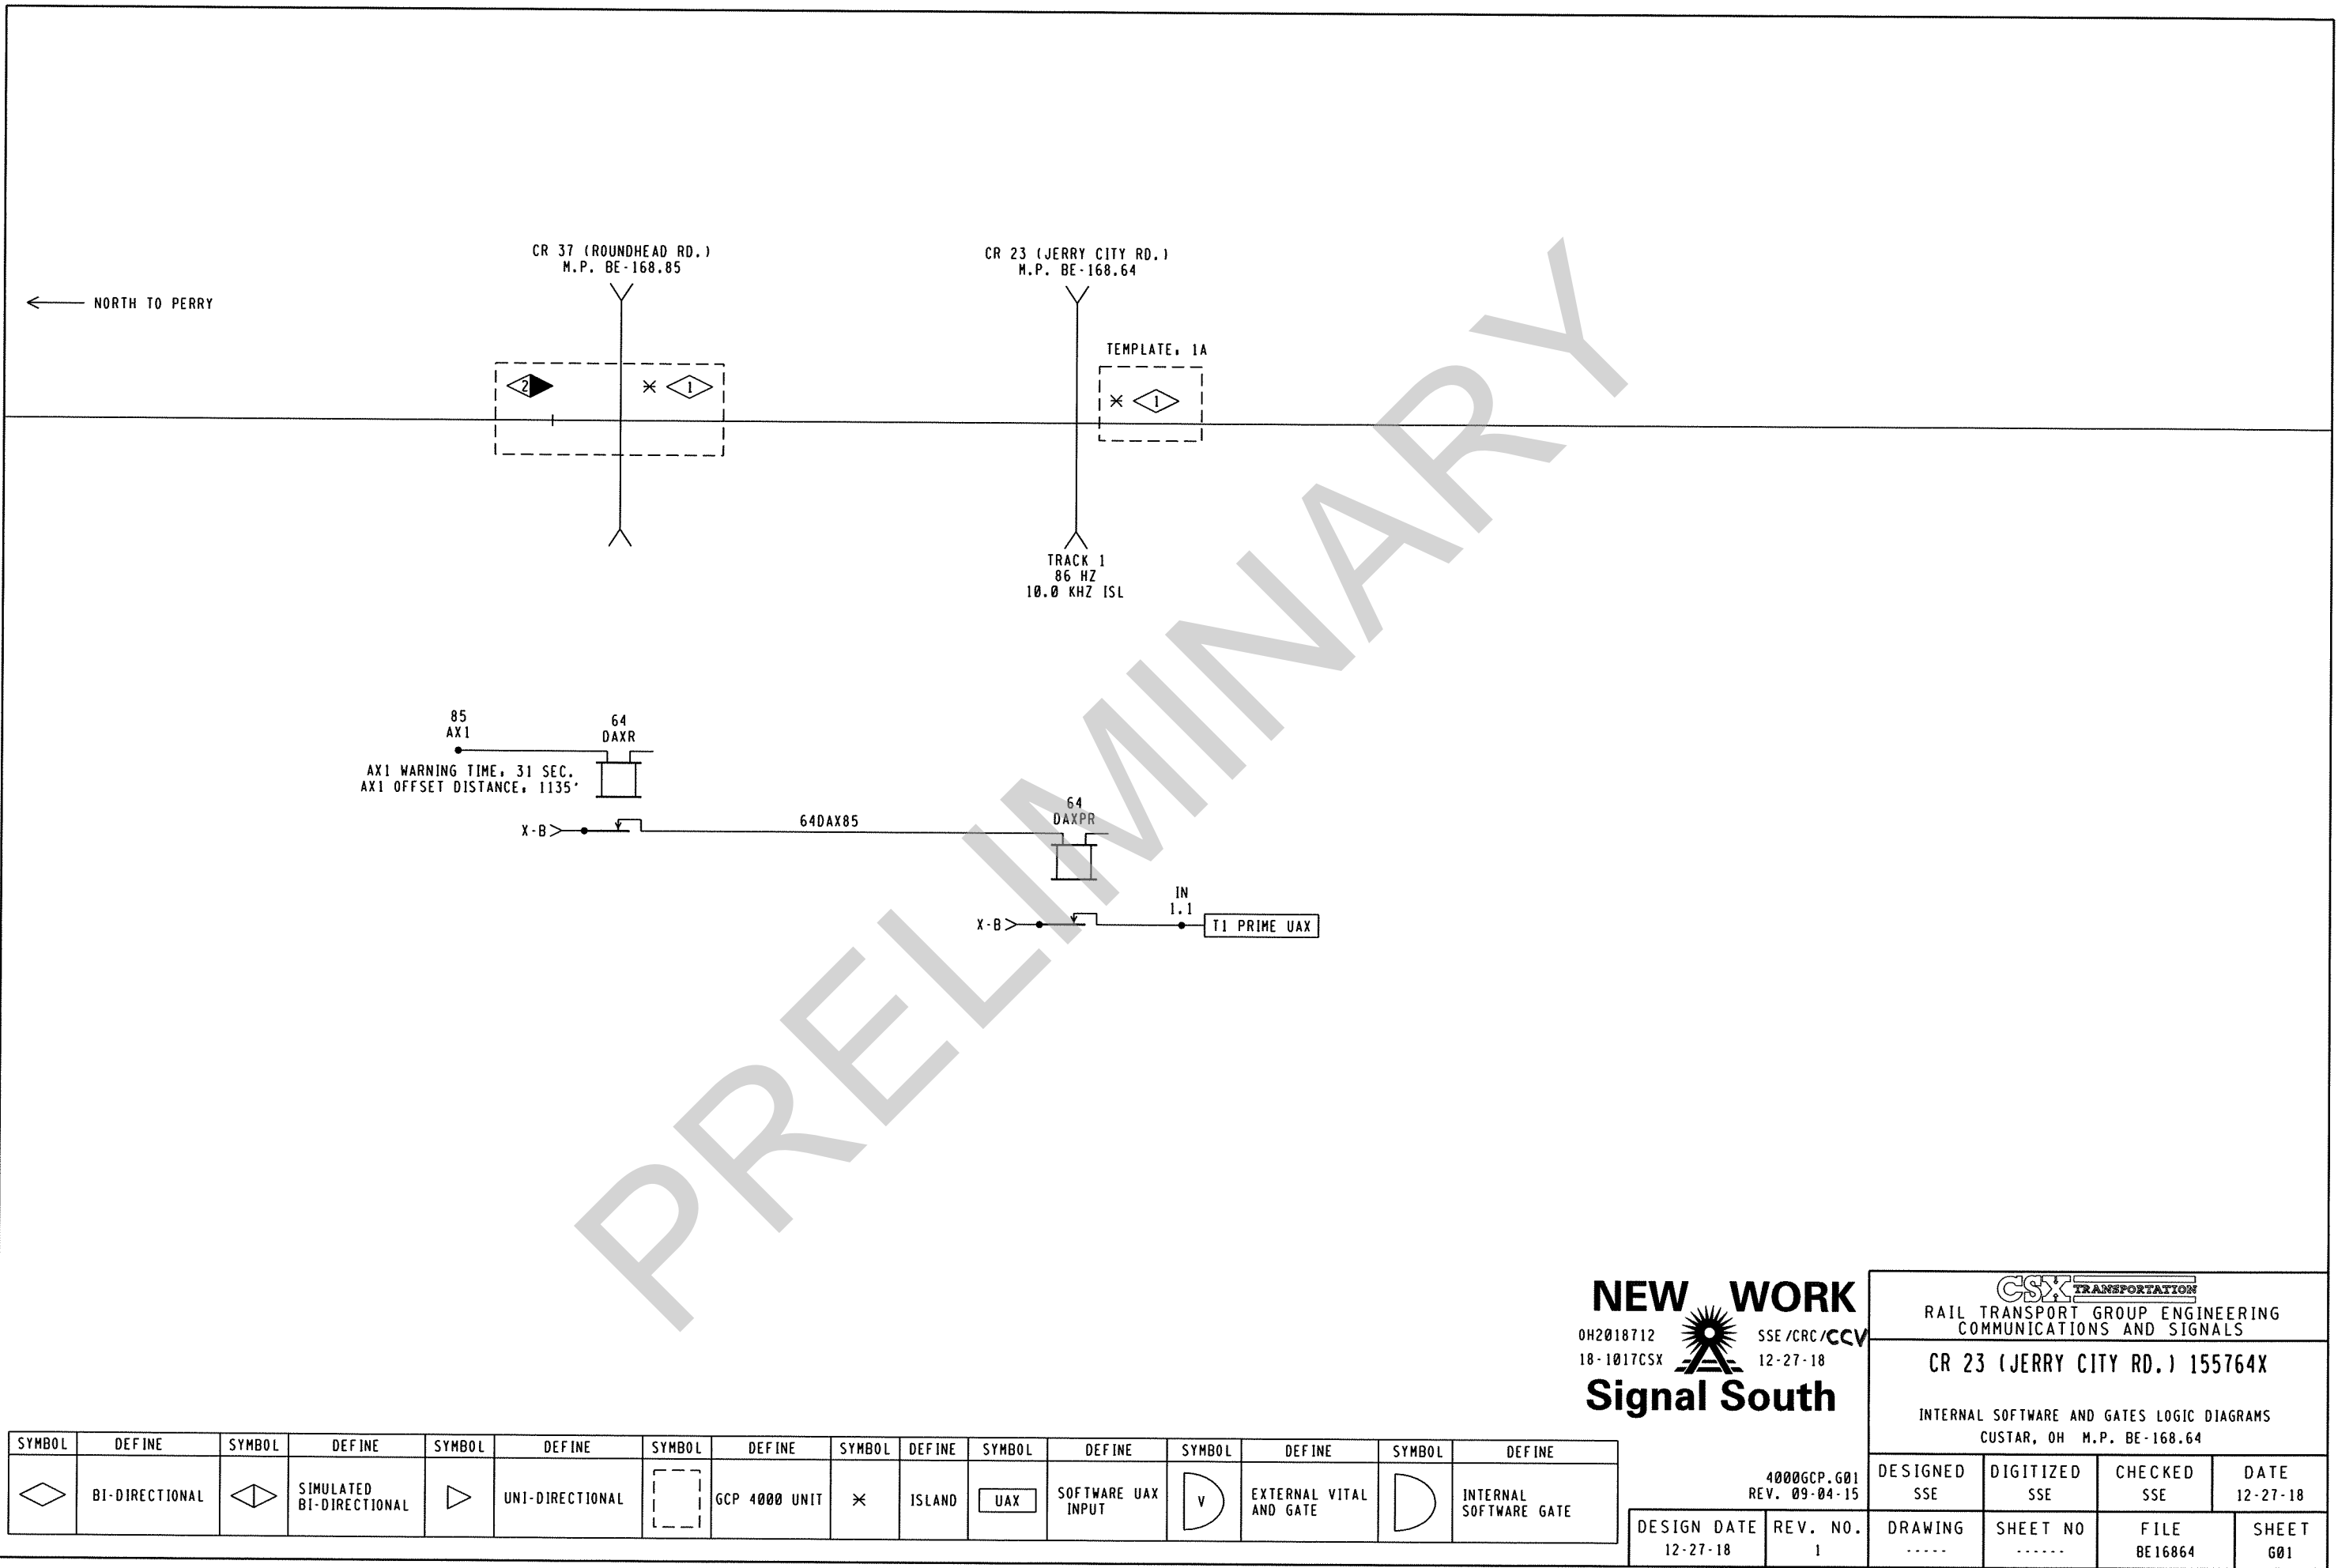 CR 37 (ROUNDHEAD RD.)
M.P. BE-168.85
CR 23 (JERRY CITY RD.)
M.P. BE-168.64
NORTH TO PERRY
TEMPLATE: 1A
2
1
1
TRACK 1
86 HZ
10.0 KHZ ISL
PRELIMINARY
85
AX1
64
DAXR
AX1 WARNING TIME: 31 SEC.
AX1 OFFSET DISTANCE: 1135'
X-B
64DAX85
64
DAXPR
X-B
IN
1.1
T1 PRIME UAX
NEW WORK
OH2018712 SSE/CRC/CCV
18-1017CSX 12-27-18
Signal South
CSX TRANSPORTATION
RAIL TRANSPORT GROUP ENGINEERING
COMMUNICATIONS AND SIGNALS
CR 23 (JERRY CITY RD.) 155764X
INTERNAL SOFTWARE AND GATES LOGIC DIAGRAMS
CUSTAR, OH M.P. BE-168.64
4000GCP.G01
REV. 09-04-15
DESIGNED DIGITIZED CHECKED DATE
SSE SSE SSE 12-27-18
DESIGN DATE REV. NO. DRAWING SHEET NO FILE SHEET
12-27-18 1 ----- ------ BE16864 G01
SYMBOL DEFINE SYMBOL DEFINE SYMBOL DEFINE SYMBOL DEFINE SYMBOL DEFINE SYMBOL DEFINE SYMBOL DEFINE SYMBOL DEFINE
BI-DIRECTIONAL
SIMULATED
BI-DIRECTIONAL
UNI-DIRECTIONAL
GCP 4000 UNIT
ISLAND
UAX
SOFTWARE UAX
INPUT
V
EXTERNAL VITAL
AND GATE
INTERNAL
SOFTWARE GATE